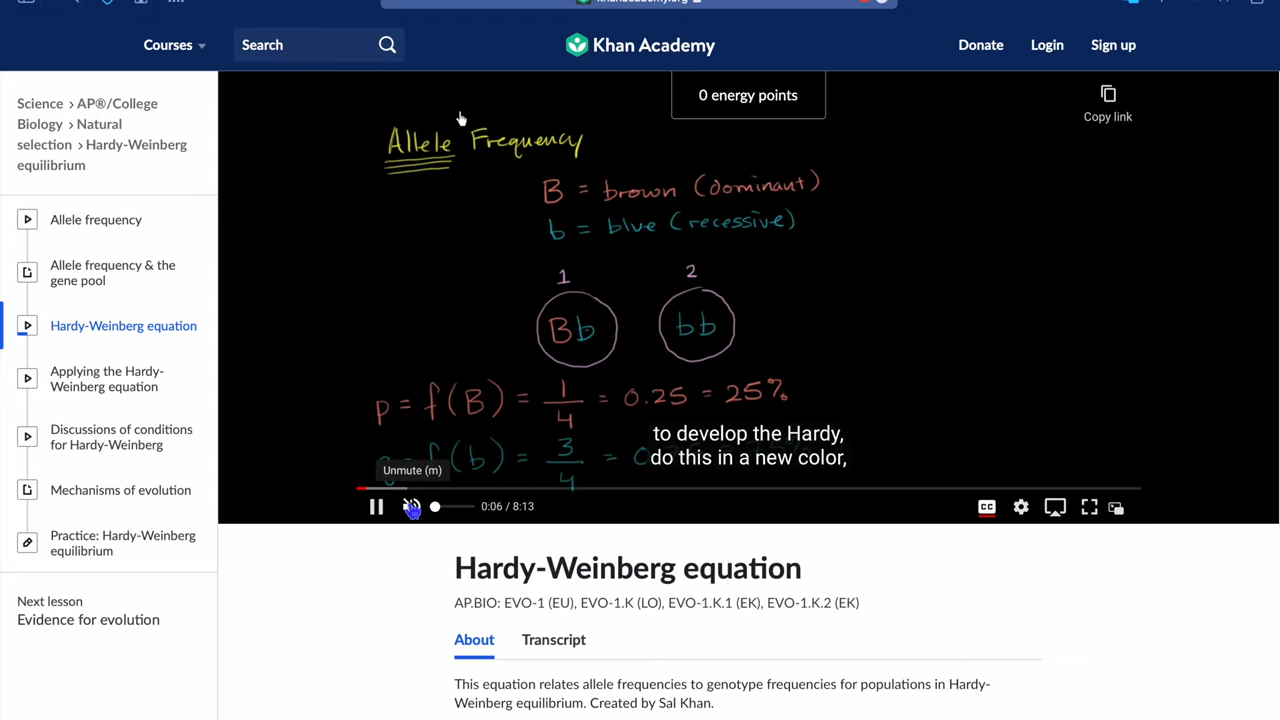 khanacademy.org
Courses
Search
Khan Academy
Donate
Login
Sign up
Science > AP®/College
Biology > Natural
selection > Hardy-Weinberg
equilibrium
Allele frequency
Allele frequency & the
gene pool
Hardy-Weinberg equation
Applying the Hardy-
Weinberg equation
Discussions of conditions
for Hardy-Weinberg
Mechanisms of evolution
Practice: Hardy-Weinberg
equilibrium
Next lesson
Evidence for evolution
0 energy points
Copy link
Allele Frequency
B = brown (dominant)
b = blue (recessive)
1 2
Bb bb
p = f(B) = 1/4 = 0.25 = 25%
f(b) = 3/4 = 0
to develop the Hardy,
do this in a new color,
Unmute (m)
0:06 / 8:13
CC
Hardy-Weinberg equation
AP.BIO: EVO-1 (EU), EVO-1.K (LO), EVO-1.K.1 (EK), EVO-1.K.2 (EK)
About Transcript
This equation relates allele frequencies to genotype frequencies for populations in Hardy-
Weinberg equilibrium. Created by Sal Khan.